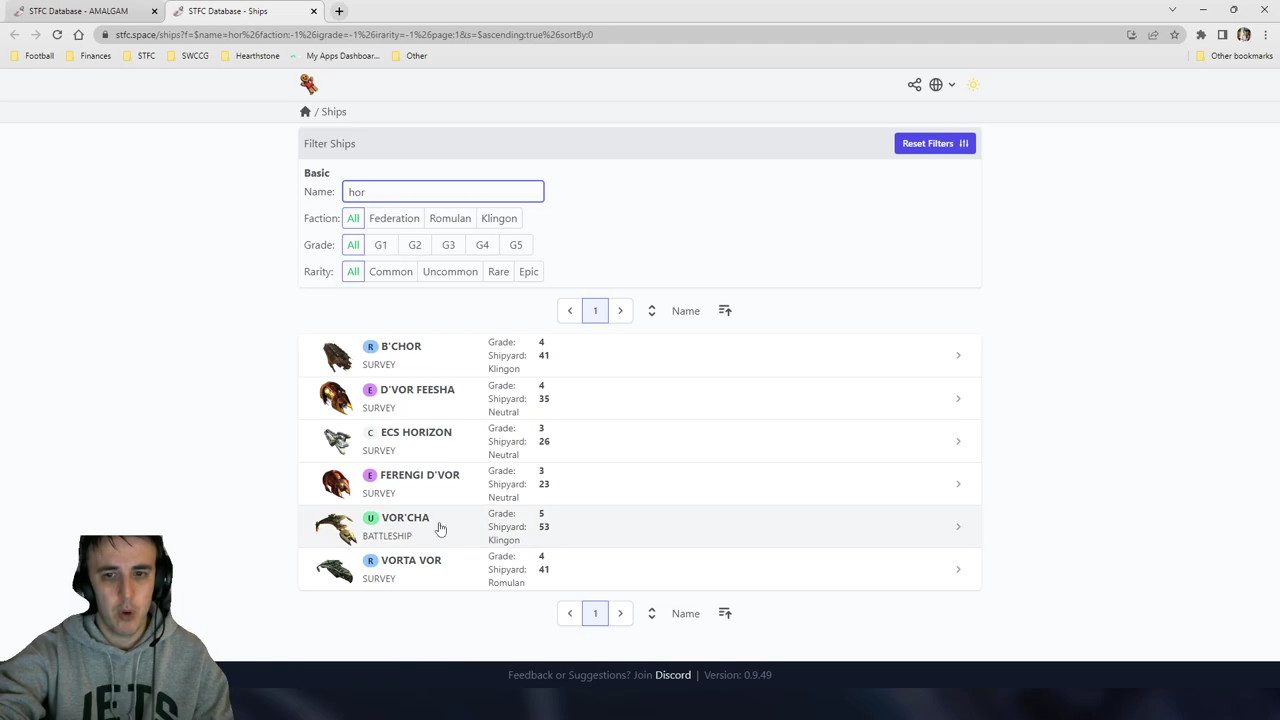 STFC Database - AMALGAM
STFC Database - Ships
stfc.space/ships?f=$name=hor%26faction:-1%26grade=-1%26irarity=-1%26page:1&s=$ascending:true%26sortBy:0
Football
Finances
STFC
SWCCG
Hearthstone
My Apps Dashboar...
Other
Other bookmarks
/ Ships
Filter Ships
Reset Filters
Basic
Name: hor
Faction: All Federation Romulan Klingon
Grade: All G1 G2 G3 G4 G5
Rarity: All Common Uncommon Rare Epic
1 Name
R B'CHOR
SURVEY
Grade: 4
Shipyard: 41
Klingon
E D'VOR FEESHA
SURVEY
Grade: 4
Shipyard: 35
Neutral
C ECS HORIZON
SURVEY
Grade: 3
Shipyard: 26
Neutral
E FERENGI D'VOR
SURVEY
Grade: 3
Shipyard: 23
Neutral
U VOR'CHA
BATTLESHIP
Grade: 5
Shipyard: 53
Klingon
R VORTA VOR
SURVEY
Grade: 4
Shipyard: 41
Romulan
1 Name
Feedback or Suggestions? Join Discord | Version: 0.9.49